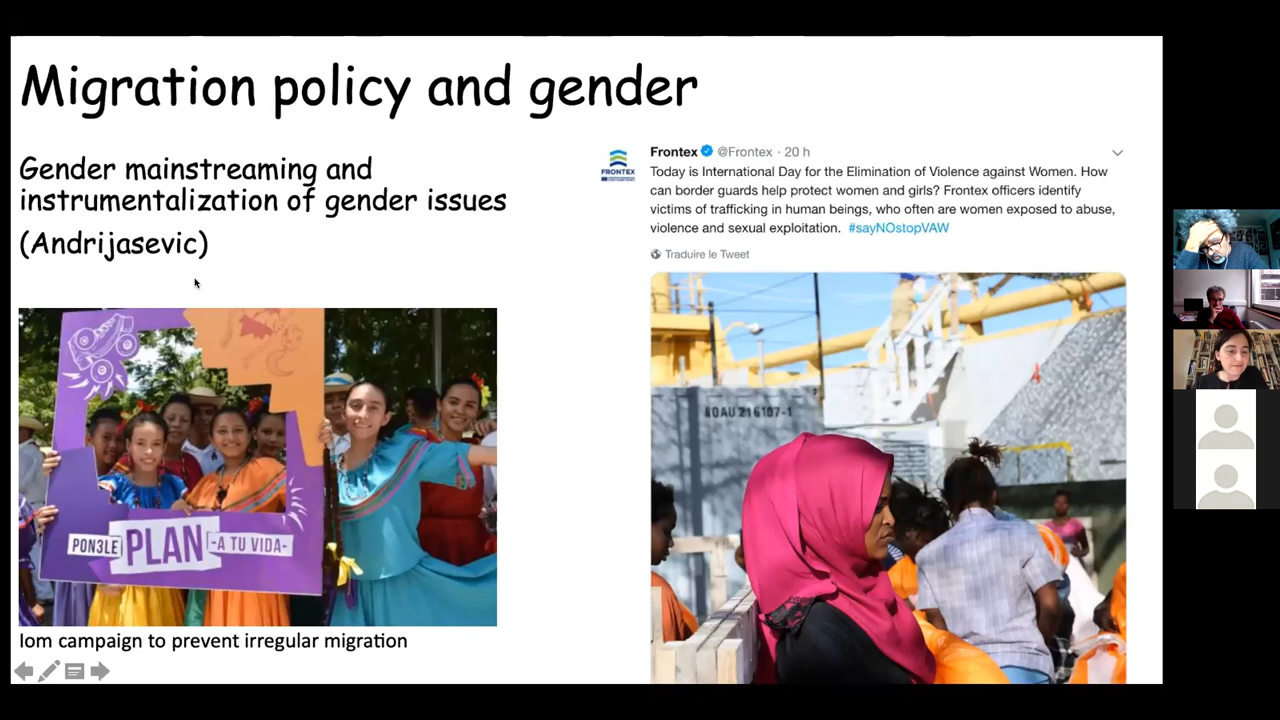 Migration policy and gender
Gender mainstreaming and
instrumentalization of gender issues
(Andrijasevic)
PON3LE PLAN -A TU VIDA-
Iom campaign to prevent irregular migration
FRONTEX
Frontex @Frontex · 20 h
Today is International Day for the Elimination of Violence against Women. How
can border guards help protect women and girls? Frontex officers identify
victims of trafficking in human beings, who often are women exposed to abuse,
violence and sexual exploitation. #sayNOstopVAW
Traduire le Tweet
216107-1